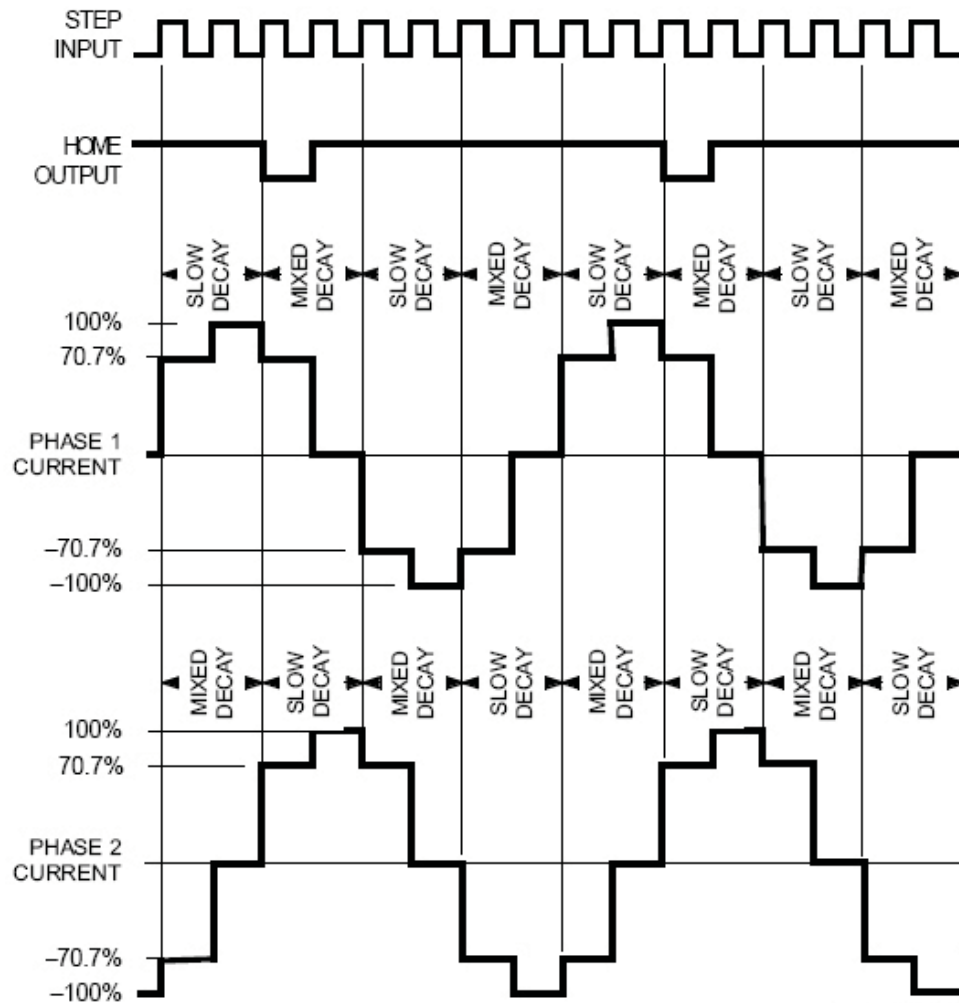 STEP
INPUT
HOME
OUTPUT
SLOW
DECAY
MIXED
DECAY
SLOW
DECAY
MIXED
DECAY
SLOW
DECAY
MIXED
DECAY
SLOW
DECAY
MIXED
DECAY
100%
70.7%
PHASE 1
CURRENT
–70.7%
–100%
MIXED
DECAY
SLOW
DECAY
MIXED
DECAY
SLOW
DECAY
MIXED
DECAY
SLOW
DECAY
MIXED
DECAY
SLOW
DECAY
100%
70.7%
PHASE 2
CURRENT
–70.7%
–100%